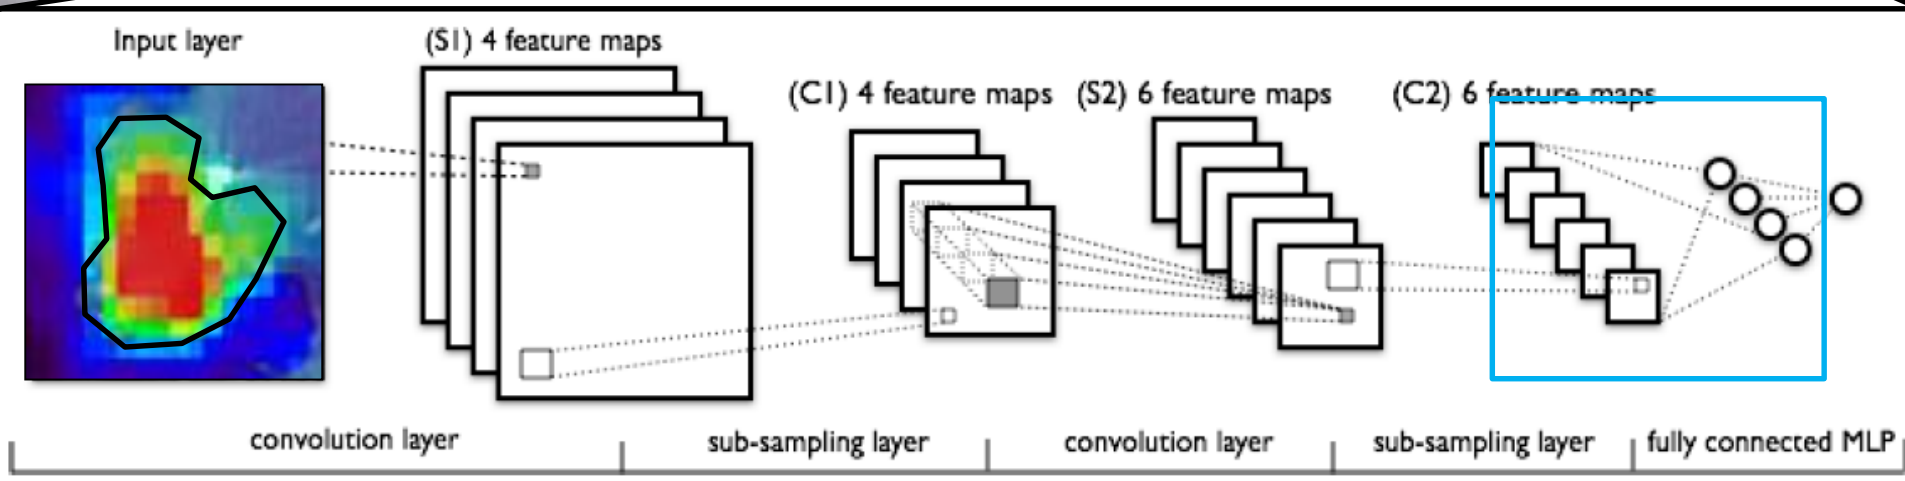 Input layer
(S1) 4 feature maps
(C1) 4 feature maps
(S2) 6 feature maps
(C2) 6 feature maps
convolution layer
sub-sampling layer
convolution layer
sub-sampling layer
fully connected MLP